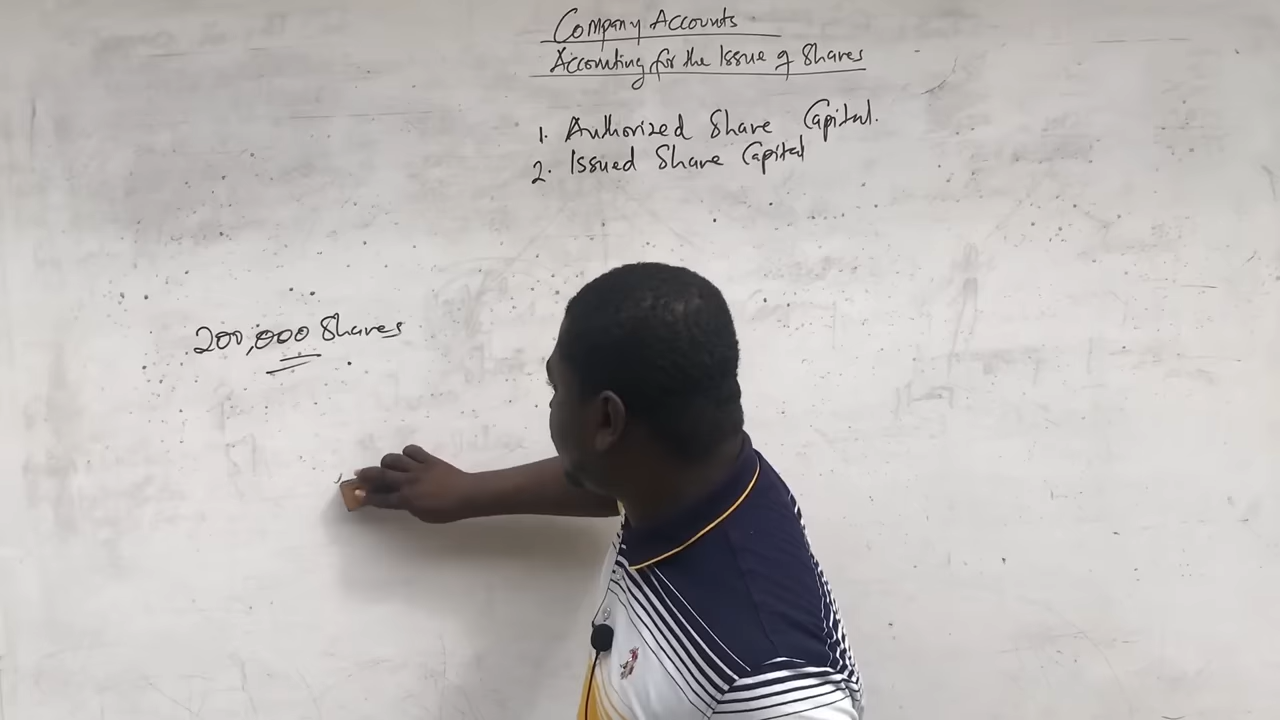 Company Accounts
Accounting for the Issue of Shares
1. Authorized Share Capital.
2. Issued Share Capital
200,000 Shares